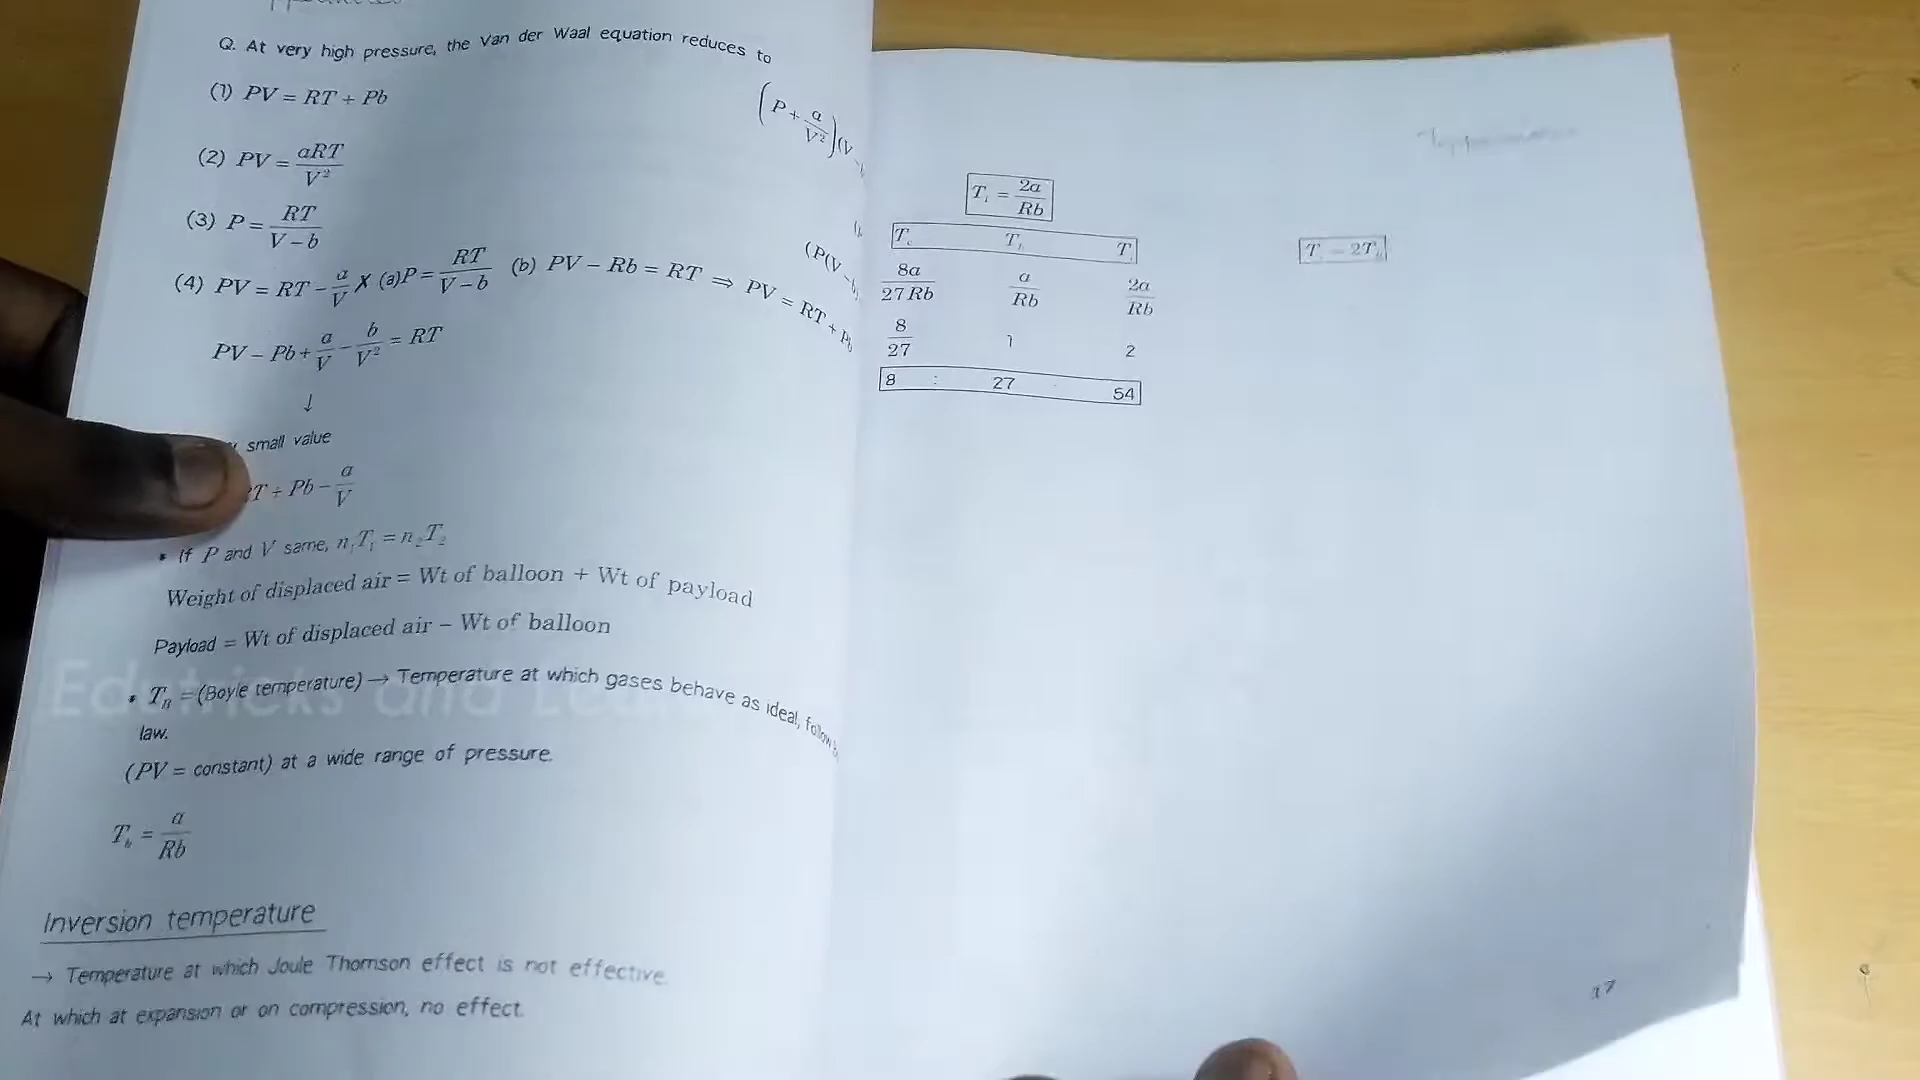 Q. At very high pressure, the Van der Waal equation reduces to
(1) PV = RT + Pb
(P + a/V²)(V –
(2) PV = aRT/V²
(3) P = RT/V – b
(P(V –
(4) PV = RT – a/V ✗ (a)P = RT/V – b (b) PV – Rb = RT ⇒ PV = RT + Pb
PV – Pb + a/V – b/V² = RT
↓
small value
T + Pb – a/V
• If P and V same, n₁T₁ = n₂T₂
Weight of displaced air = Wt of balloon + Wt of payload
Payload = Wt of displaced air – Wt of balloon
• T_B = (Boyle temperature) → Temperature at which gases behave as ideal, follow
law.
(PV = constant) at a wide range of pressure.
T_b = a/Rb
Inversion temperature
→ Temperature at which Joule Thomson effect is not effective.
At which at expansion or on compression, no effect.
Edutricks and
T_i = 2a/Rb
T_c T_b T
T = 2T_b
8a/27Rb a/Rb 2a/Rb
8/27 1 2
8 : 27 54